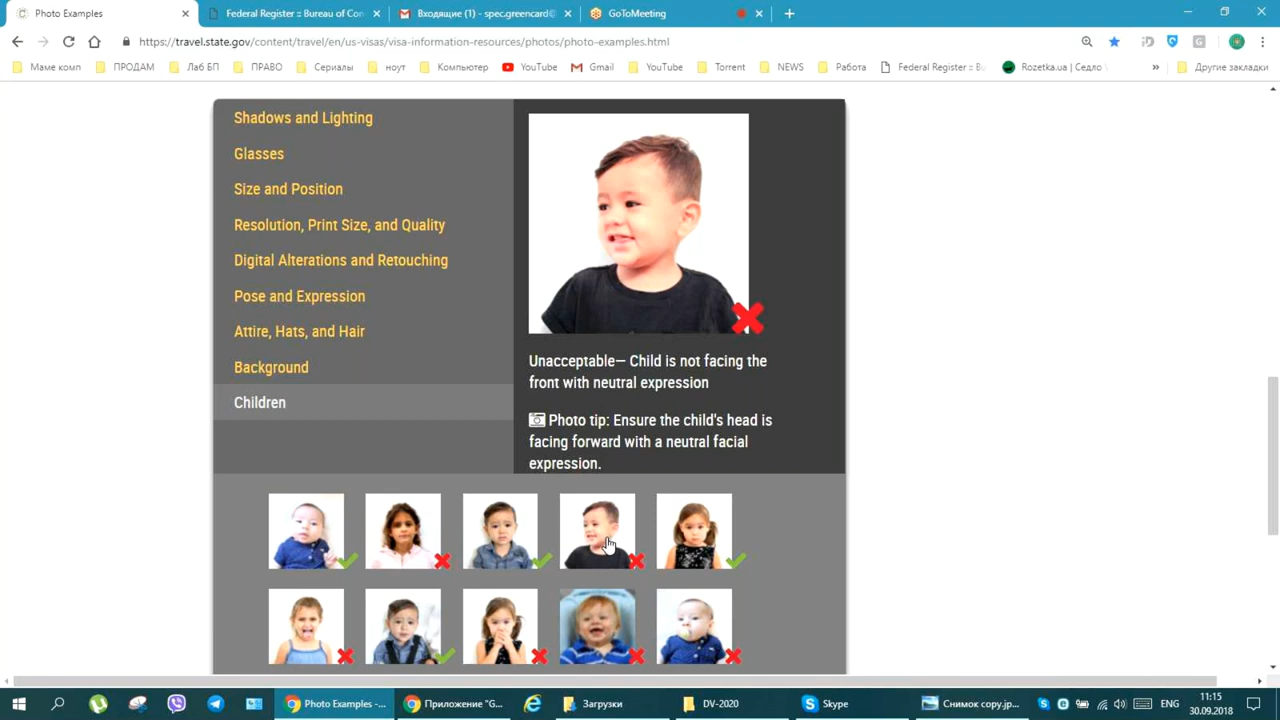 Photo Examples
Federal Register :: Bureau of Con
Входящие (1) - spec.greencard@
GoToMeeting
https://travel.state.gov/content/travel/en/us-visas/visa-information-resources/photos/photo-examples.html
Маме комп
ПРОДАМ
Лаб БП
ПРАВО
Сериалы
ноут
Компьютер
YouTube
Gmail
YouTube
Torrent
NEWS
Работа
Federal Register :: Bu
Rozetka.ua | Седло
»
Другие закладки
Shadows and Lighting
Glasses
Size and Position
Resolution, Print Size, and Quality
Digital Alterations and Retouching
Pose and Expression
Attire, Hats, and Hair
Background
Children
Unacceptable— Child is not facing the
front with neutral expression
Photo tip: Ensure the child's head is
facing forward with a neutral facial
expression.
Photo Examples -...
Приложение "G...
Загрузки
DV-2020
Skype
Снимок copy.jp...
ENG
11:15
30.09.2018